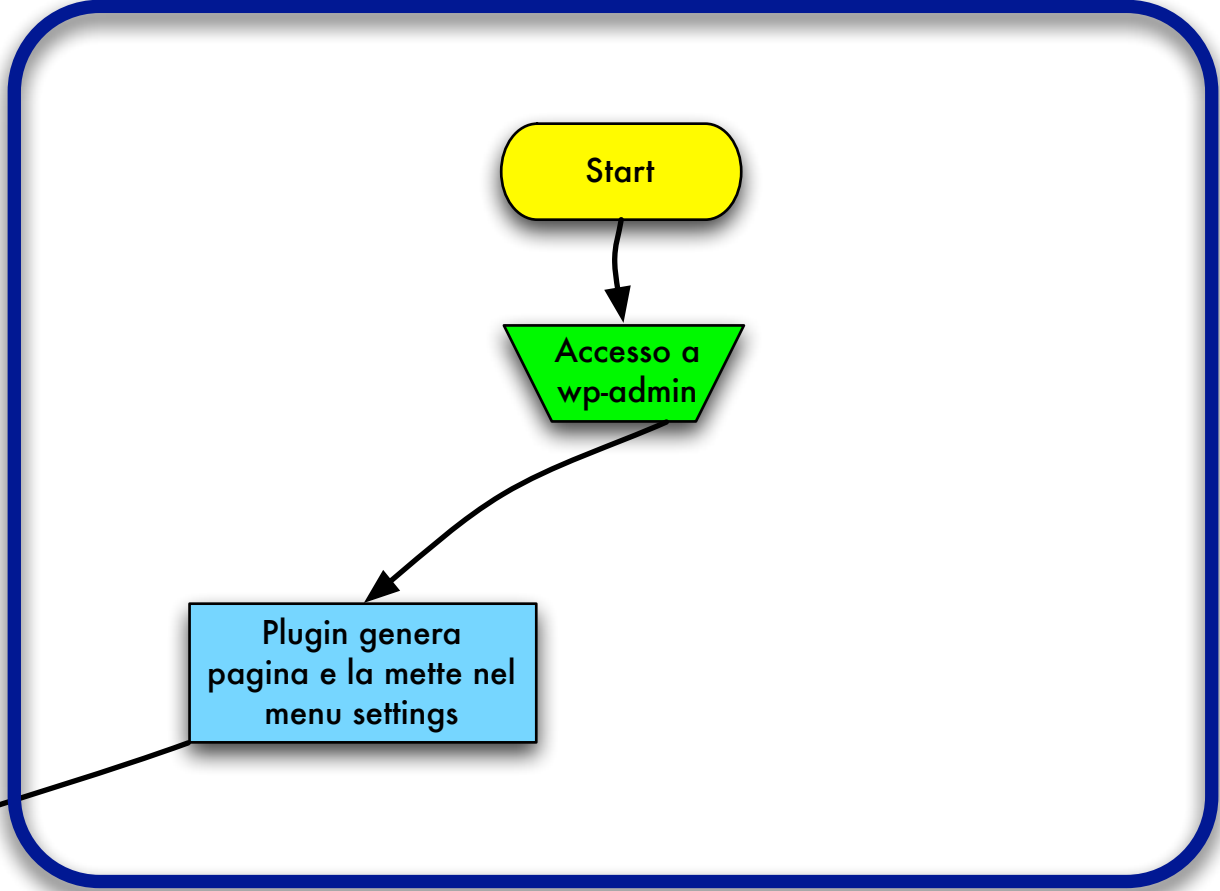 Start
Accesso a
wp-admin
Plugin genera
pagina e la mette nel
menu settings